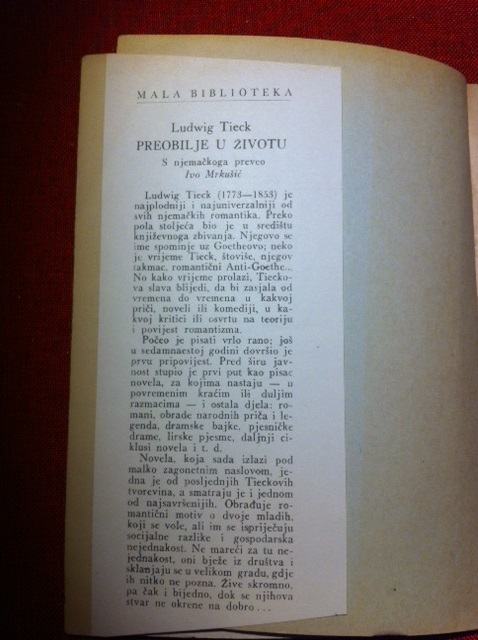 MALA BIBLIOTEKA
Ludwig Tieck
PREOBILJE U ŽIVOTU
S njemačkoga preveo
Ivo Mrkušić
Ludwig Tieck (1773—1853) je
najplodniji i najuniverzalniji od
svih njemačkih romantika. Preko
pola stoljeća bio je u središtu
književnoga zbivanja. Njegovo se
ime spominje uz Goetheovo; neko
je vrijeme Tieck, štoviše, njegov
takmac, romantični Anti-Goethe...
No kako vrijeme prolazi, Tiecko-
va slava blijedi, da bi zasjala od
vremena do vremena u kakvoj
priči, noveli ili komediji, u ka-
kvoj kritici ili osvrtu na teoriju
i povijest romantizma.
Počeo je pisati vrlo rano; još
u sedamnaestoj godini dovršio je
prvu pripovijest. Pred širu jav-
nost stupio je prvi put kao pisac
novela, za kojima nastaju — u
povremenim kraćim ili duljim
razmacima — i ostala djela: ro-
mani, obrade narodnih priča i le-
genda, dramske bajke, pjesničke
drame, lirske pjesme, daljnji ci-
klusi novela i t. d.
Novela, koja sada izlazi pod
malko zagonetnim naslovom, je-
dna je od posljednjih Tieckovih
tvorevina, a smatraju je i jednom
od najsavršenijih. Obrađuje ro-
mantični motiv o dvoje mladih,
koji se vole, ali im se ispriječuju
socijalne razlike i gospodarska
nejednakost. Ne mareći za tu ne-
jednakost, oni bježe iz društva i
sklanjaju se u velikom gradu, gdje
ih nitko ne pozna. Žive skromno,
pa čak i bijedno, dok se njihova
stvar ne okrene na dobro...